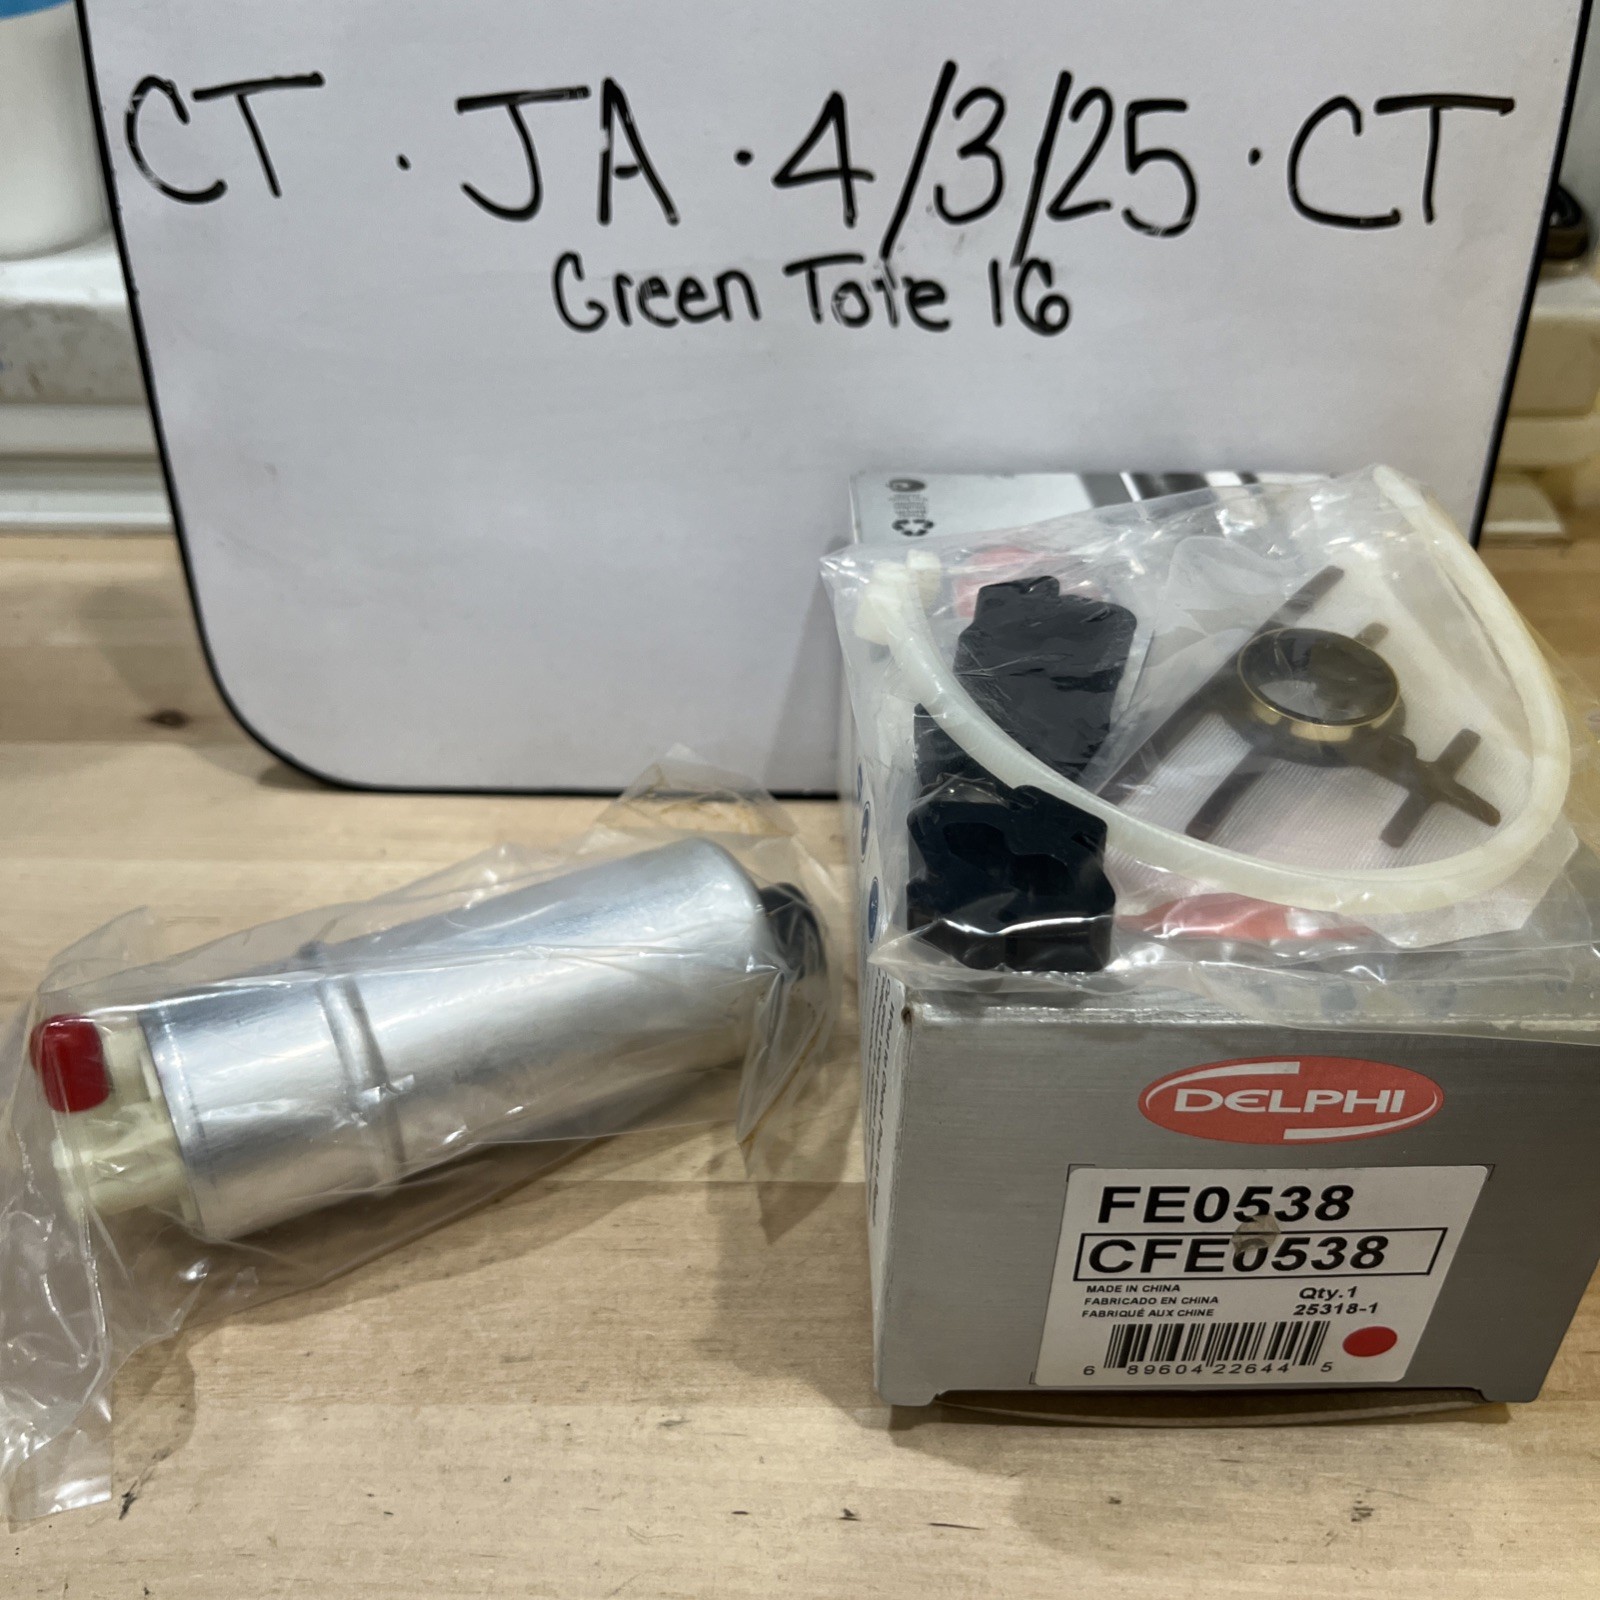 CT · JA · 4/3/25 · CT
Green Tote 16
DELPHI
FE0538
CFE0538
MADE IN CHINA
FABRICADO EN CHINA
FABRIQUÉ AUX CHINE
Qty.1
25318-1
6 89604 22644 5